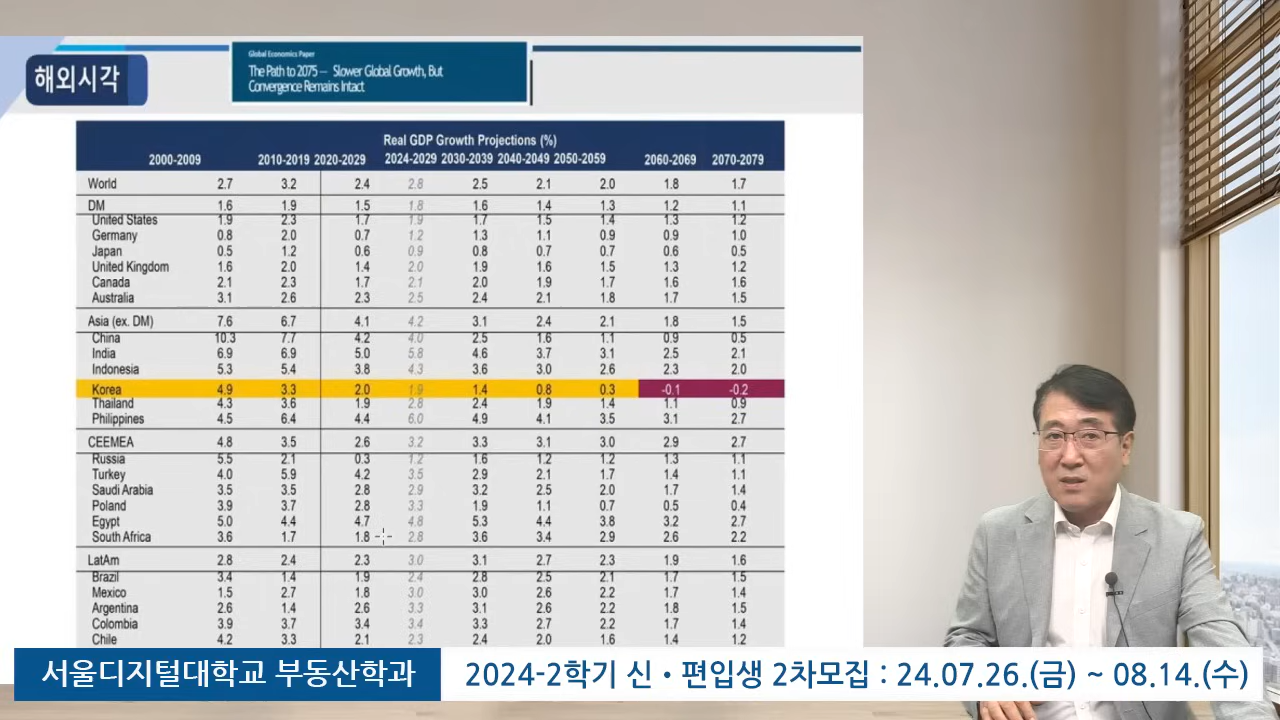 해외시각
Global Economics Paper
The Path to 2075 — Slower Global Growth, But
Convergence Remains Intact
Real GDP Growth Projections (%)
2000-2009 2010-2019 2020-2029 2024-2029 2030-2039 2040-2049 2050-2059 2060-2069 2070-2079
World 2.7 3.2 2.4 2.8 2.5 2.1 2.0 1.8 1.7
DM 1.6 1.9 1.5 1.8 1.6 1.4 1.3 1.2 1.1
United States 1.9 2.3 1.7 1.9 1.7 1.5 1.4 1.3 1.2
Germany 0.8 2.0 0.7 1.2 1.3 1.1 0.9 0.9 1.0
Japan 0.5 1.2 0.6 0.9 0.8 0.7 0.7 0.6 0.5
United Kingdom 1.6 2.0 1.4 2.0 1.9 1.6 1.5 1.3 1.2
Canada 2.1 2.3 1.7 2.1 2.0 1.9 1.7 1.6 1.6
Australia 3.1 2.6 2.3 2.5 2.4 2.1 1.8 1.7 1.5
Asia (ex. DM) 7.6 6.7 4.1 4.2 3.1 2.4 2.1 1.8 1.5
China 10.3 7.7 4.2 4.0 2.5 1.6 1.1 0.9 0.5
India 6.9 6.9 5.0 5.8 4.6 3.7 3.1 2.5 2.1
Indonesia 5.3 5.4 3.8 4.3 3.6 3.0 2.6 2.3 2.0
Korea 4.9 3.3 2.0 1.9 1.4 0.8 0.3 -0.1 -0.2
Thailand 4.3 3.6 1.9 2.8 2.4 1.9 1.4 1.1 0.9
Philippines 4.5 6.4 4.4 6.0 4.9 4.1 3.5 3.1 2.7
CEEMEA 4.8 3.5 2.6 3.2 3.3 3.1 3.0 2.9 2.7
Russia 5.5 2.1 0.3 1.2 1.6 1.2 1.2 1.3 1.1
Turkey 4.0 5.9 4.2 3.5 2.9 2.1 1.7 1.4 1.1
Saudi Arabia 3.5 3.5 2.8 2.9 3.2 2.5 2.0 1.7 1.4
Poland 3.9 3.7 2.8 3.3 1.9 1.1 0.7 0.5 0.4
Egypt 5.0 4.4 4.7 4.8 5.3 4.4 3.8 3.2 2.7
South Africa 3.6 1.7 1.8 2.8 3.6 3.4 2.9 2.6 2.2
LatAm 2.8 2.4 2.3 3.0 3.1 2.7 2.3 1.9 1.6
Brazil 3.4 1.4 1.9 2.4 2.8 2.5 2.1 1.7 1.5
Mexico 1.5 2.7 1.8 3.0 3.0 2.6 2.2 1.7 1.4
Argentina 2.6 1.4 2.6 3.3 3.1 2.6 2.2 1.8 1.5
Colombia 3.9 3.7 3.4 3.4 3.3 2.7 2.2 1.7 1.4
Chile 4.2 3.3 2.1 2.3 2.4 2.0 1.6 1.4 1.2
서울디지털대학교 부동산학과 2024-2학기 신・편입생 2차모집 : 24.07.26.(금) ~ 08.14.(수)